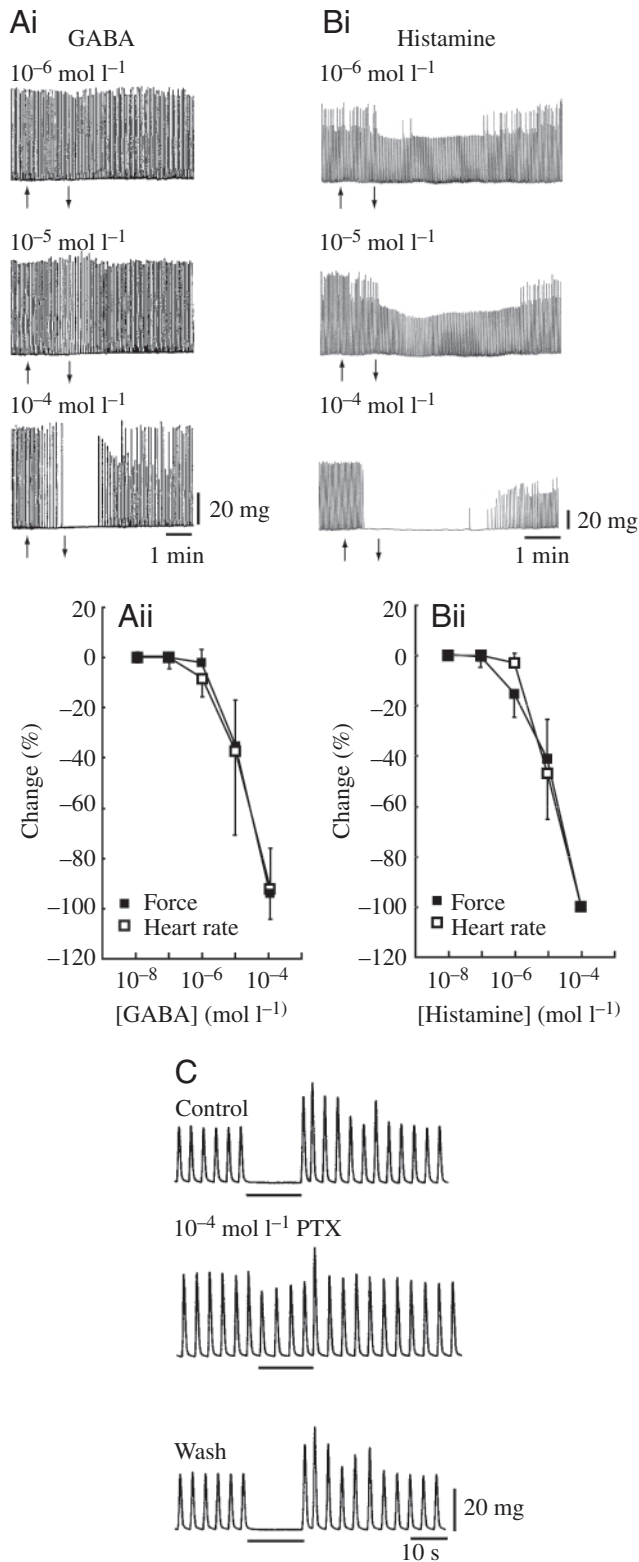 Ai
GABA
10⁻⁶ mol l⁻¹
10⁻⁵ mol l⁻¹
10⁻⁴ mol l⁻¹
20 mg
1 min
Bi
Histamine
10⁻⁶ mol l⁻¹
10⁻⁵ mol l⁻¹
10⁻⁴ mol l⁻¹
20 mg
1 min
Aii
20
0
–20
–40
–60
–80
–100
–120
Change (%)
Force
Heart rate
10⁻⁸ 10⁻⁶ 10⁻⁴
[GABA] (mol l⁻¹⁾
Bii
20
0
–20
–40
–60
–80
–100
–120
Change (%)
Force
Heart rate
10⁻⁸ 10⁻⁶ 10⁻⁴
[Histamine] (mol l⁻¹)
C
Control
10⁻⁴ mol l⁻¹ PTX
Wash
20 mg
10 s